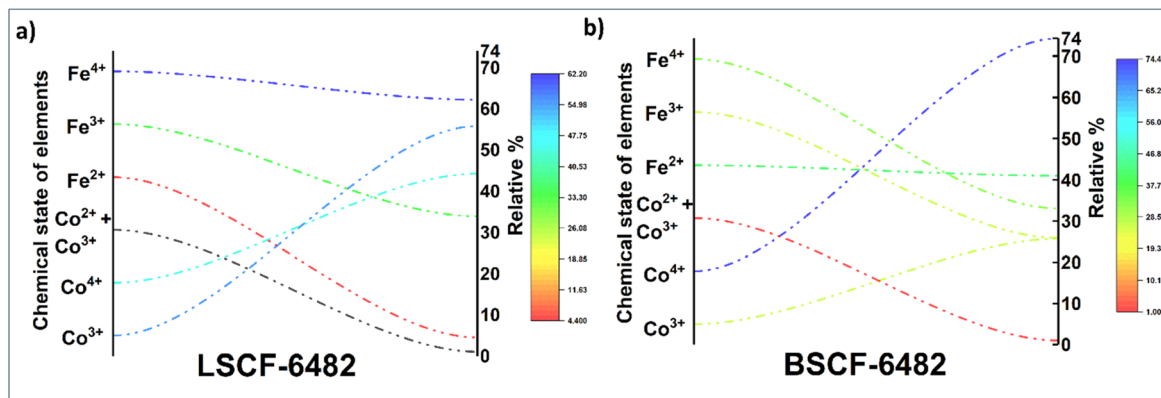 a)
Chemical state of elements
Fe4+
Fe3+
Fe2+
Co2+ +
Co3+
Co4+
Co3+
74
70
60
50
40
30
20
10
0
Relative %
62.20
54.98
47.75
40.53
33.30
26.08
18.85
11.63
4.400
LSCF-6482
b)
Chemical state of elements
Fe4+
Fe3+
Fe2+
Co2+ +
Co3+
Co4+
Co3+
74
70
60
50
40
30
20
10
0
Relative %
74.4
65.2
56.0
46.8
37.7
28.5
19.3
10.1
1.00
BSCF-6482